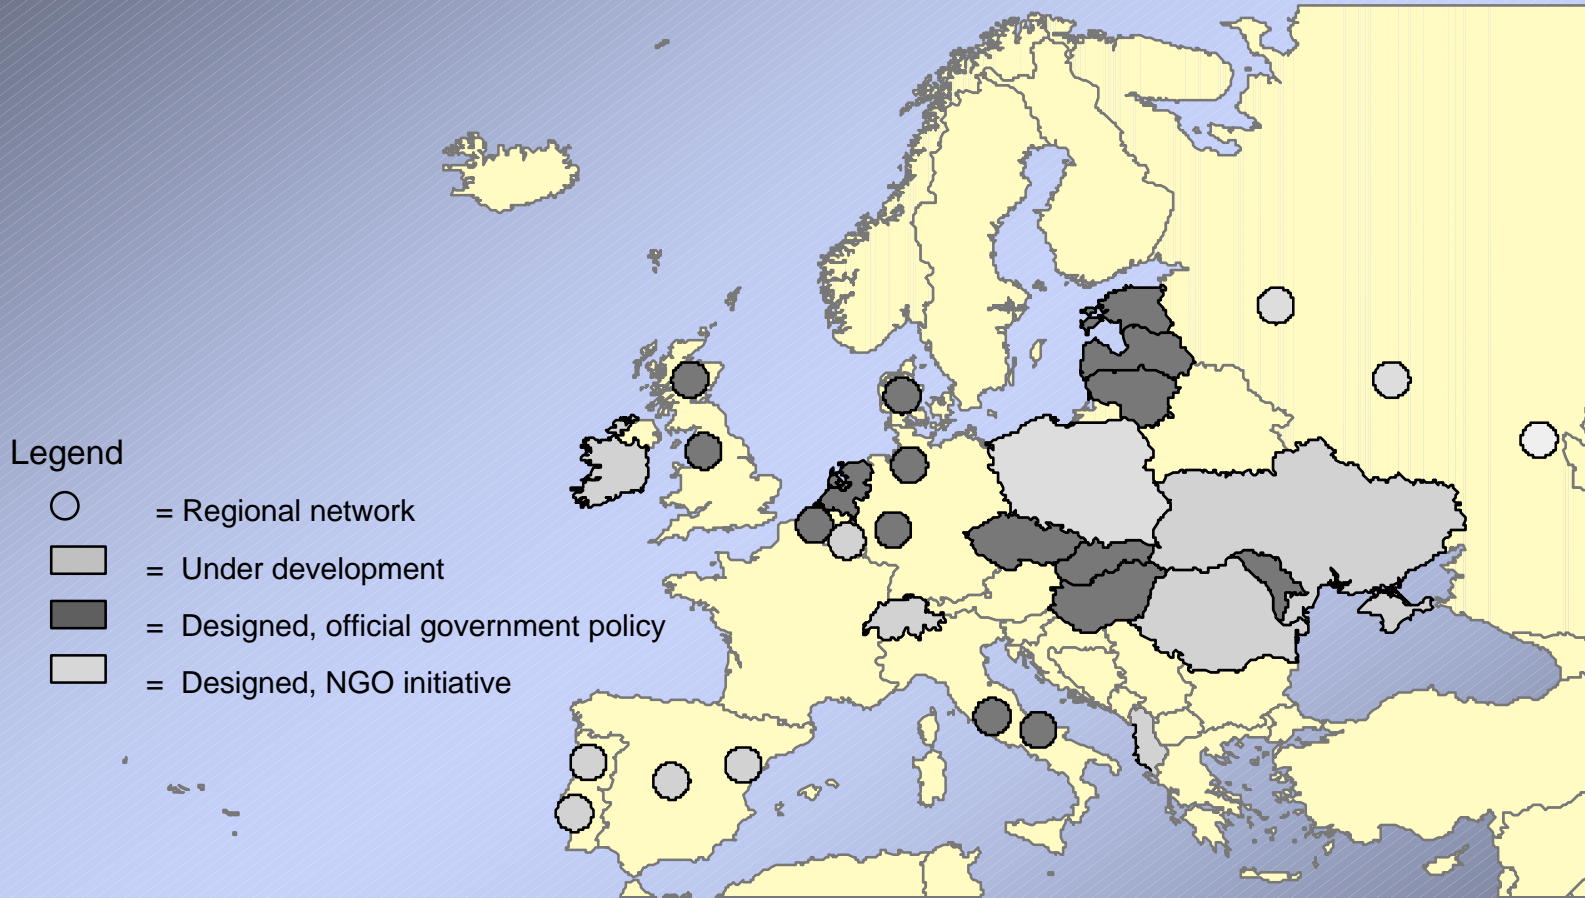 Legend
= Regional network
= Under development
= Designed, official government policy
= Designed, NGO initiative